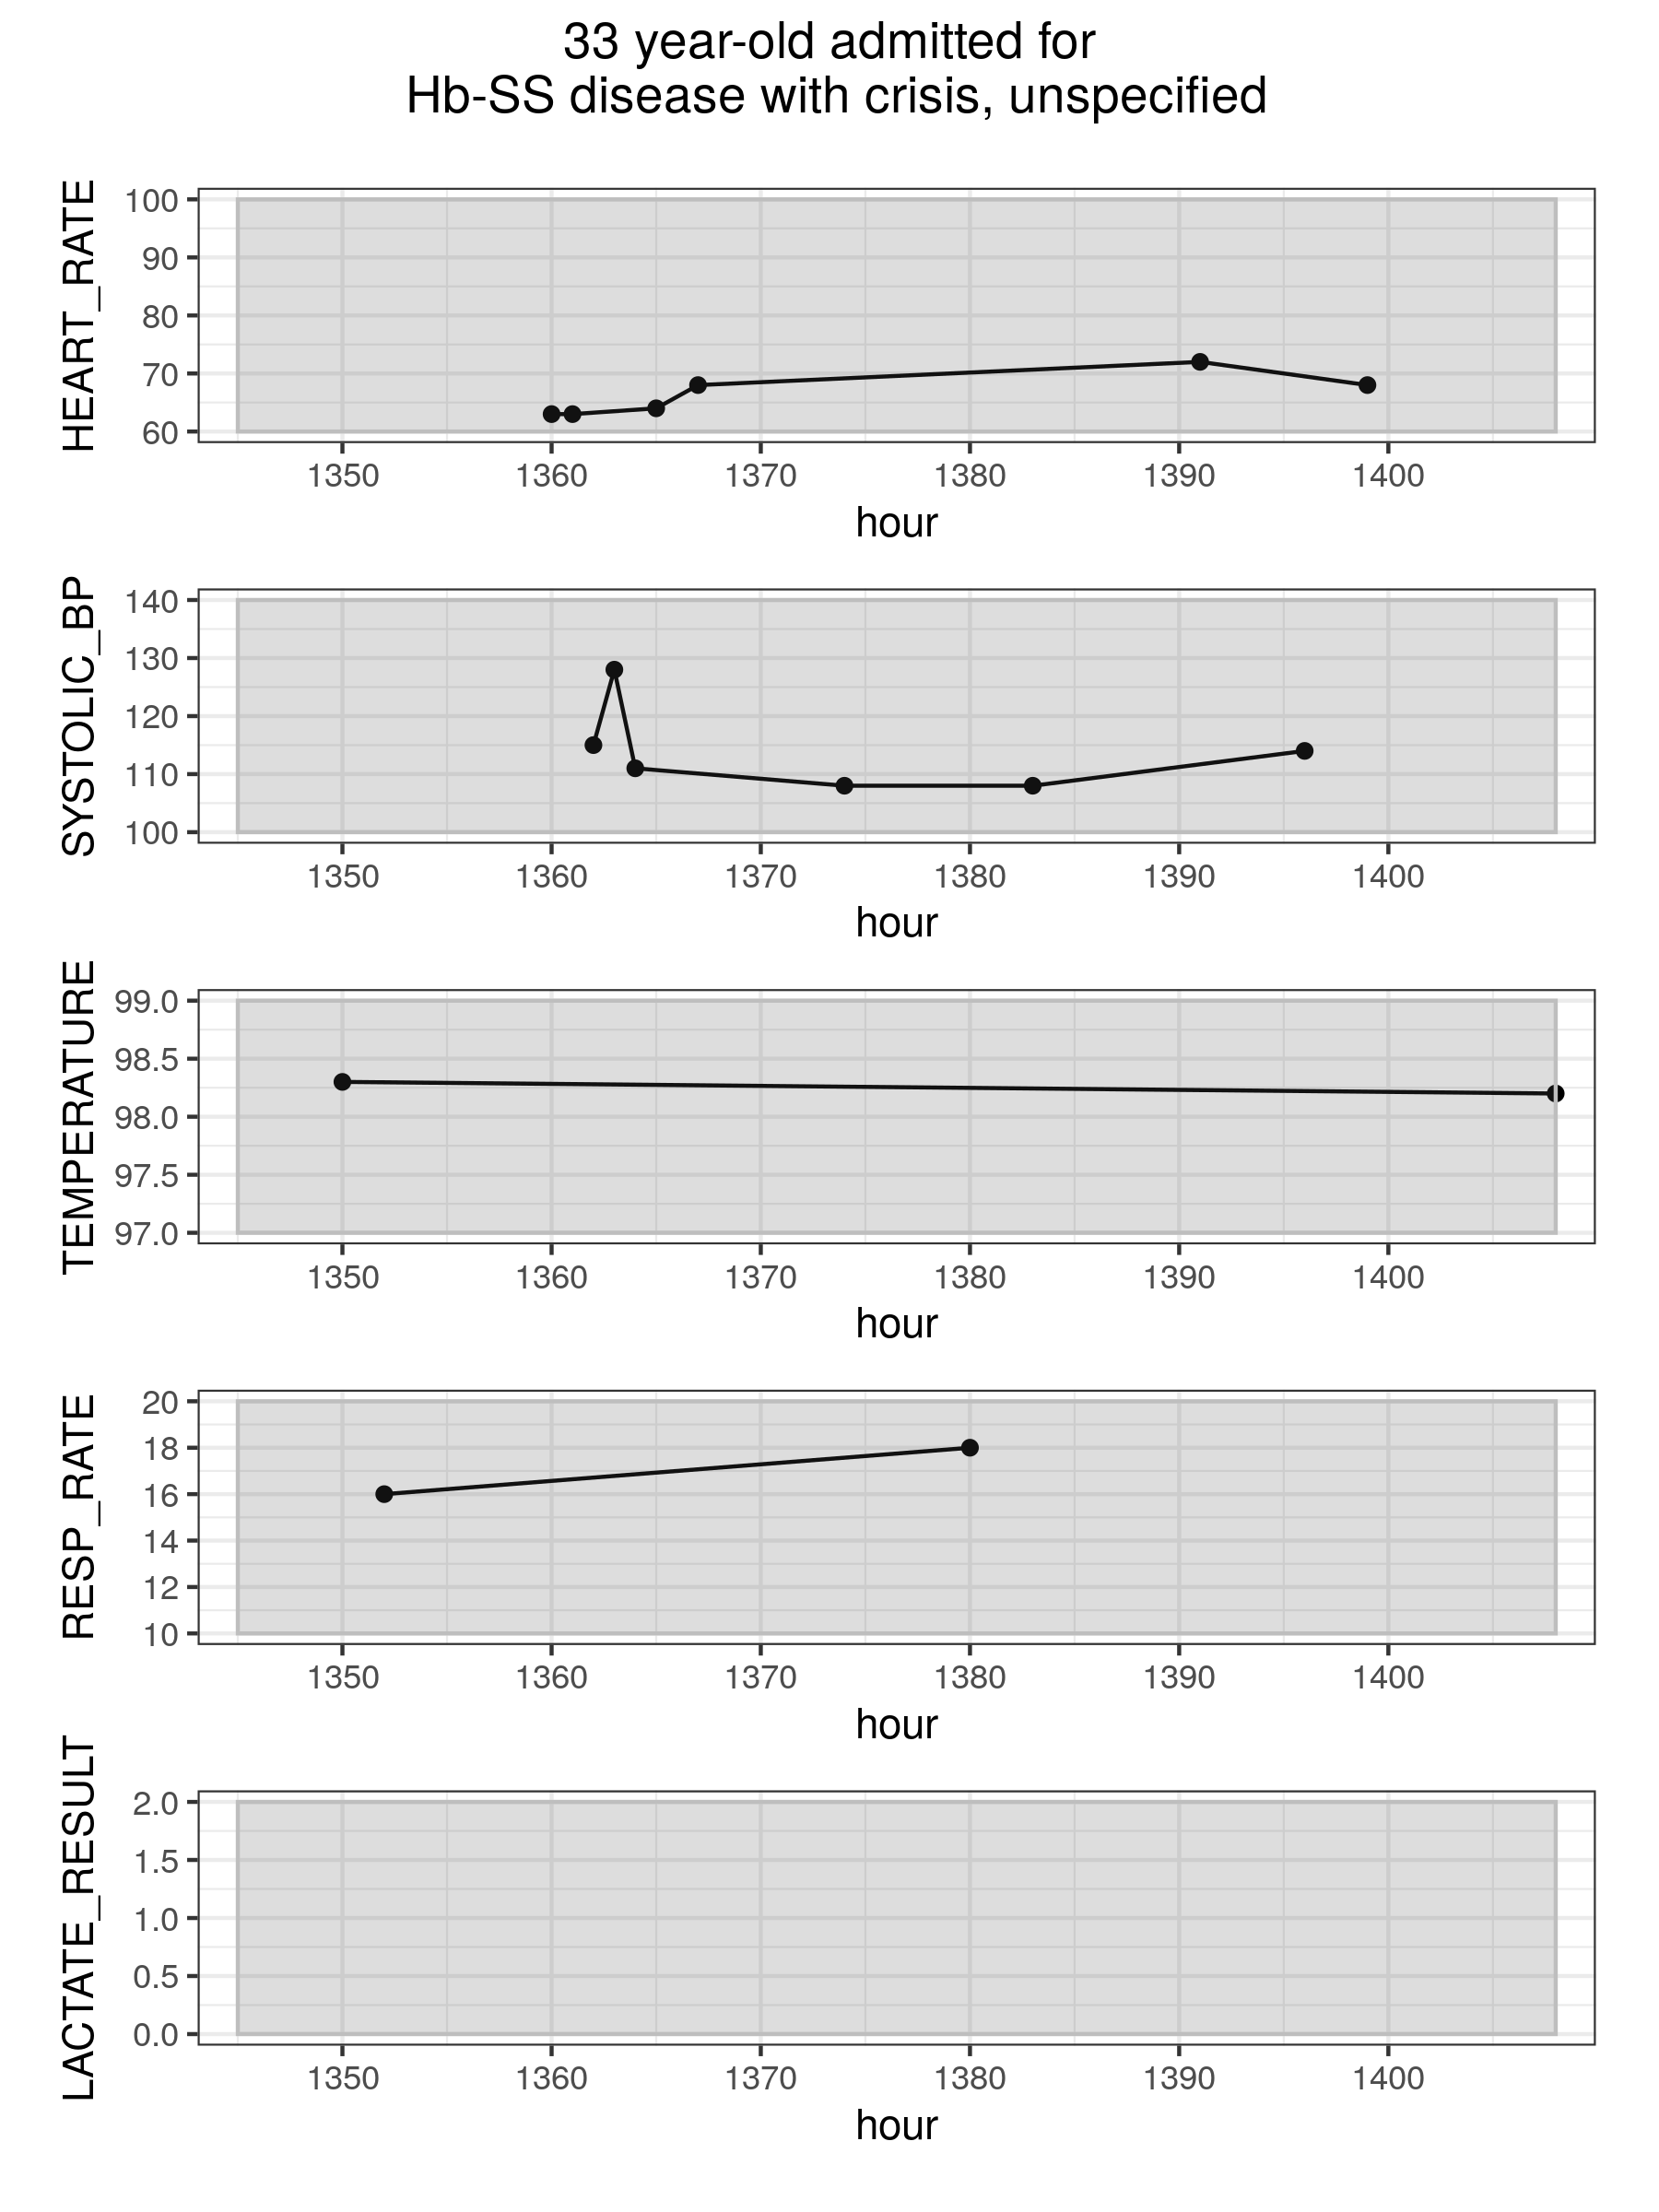 33 year-old admitted for
Hb-SS disease with crisis, unspecified
HEART_RATE
100
90
80
70
60
1350 1360 1370 1380 1390 1400
hour
SYSTOLIC_BP
140
130
120
110
100
1350 1360 1370 1380 1390 1400
hour
TEMPERATURE
99.0
98.5
98.0
97.5
97.0
1350 1360 1370 1380 1390 1400
hour
RESP_RATE
20
18
16
14
12
10
1350 1360 1370 1380 1390 1400
hour
LACTATE_RESULT
2.0
1.5
1.0
0.5
0.0
1350 1360 1370 1380 1390 1400
hour